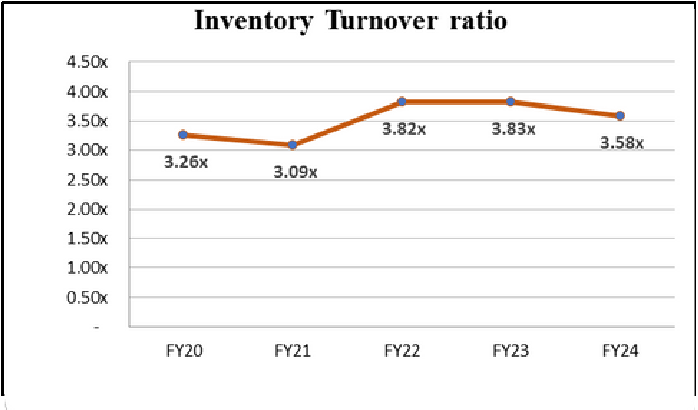 Inventory Turnover ratio
4.50x
4.00x
3.50x
3.00x
2.50x
2.00x
1.50x
1.00x
0.50x
-
3.26x
3.09x
3.82x
3.83x
3.58x
FY20 FY21 FY22 FY23 FY24